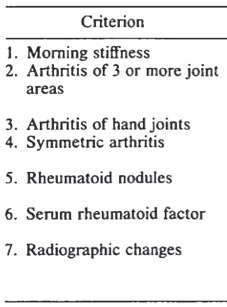 Criterion
1. Morning stiffness
2. Arthritis of 3 or more joint
areas
3. Arthritis of hand joints
4. Symmetric arthritis
5. Rheumatoid nodules
6. Serum rheumatoid factor
7. Radiographic changes